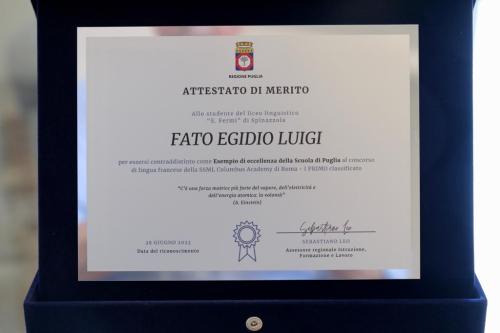 REGIONE PUGLIA
ATTESTATO DI MERITO
Allo studente del liceo linguistico
"E. Fermi" di Spinazzola
FATO EGIDIO LUIGI
per essersi contraddistinto come Esempio di eccellenza della Scuola di Puglia al concorso
di lingua francese della SSML Columbus Academy di Roma - I PRIMO classificato
"C'è una forza motrice più forte del vapore, dell'elettricità e
dell'energia atomica: la volontà"
(A. Einstein)
Sebastiano Leo
28 GIUGNO 2022
Data del riconoscimento
SEBASTIANO LEO
Assessore regionale Istruzione,
Formazione e Lavoro